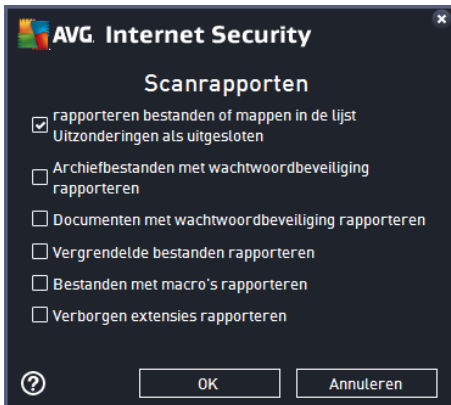 AVG. Internet Security
Scanrapporten
rapporteren bestanden of mappen in de lijst
Uitzonderingen als uitgesloten
Archiefbestanden met wachtwoordbeveiliging
rapporteren
Documenten met wachtwoordbeveiliging rapporteren
Vergrendelde bestanden rapporteren
Bestanden met macro's rapporteren
Verborgen extensies rapporteren
?
OK
Annuleren